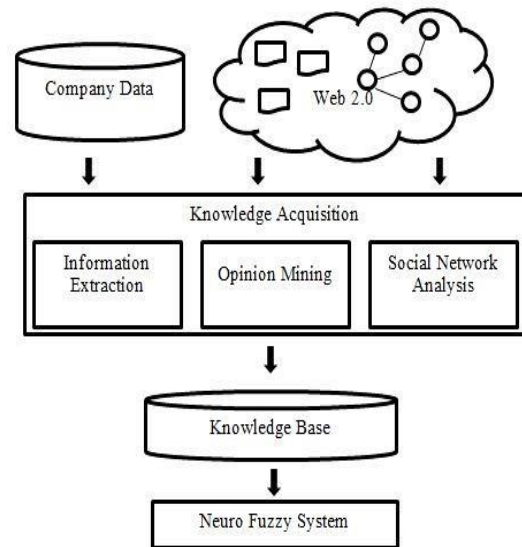 Company Data
Web 2.0
Knowledge Acquisition
Information
Extraction
Opinion Mining
Social Network
Analysis
Knowledge Base
Neuro Fuzzy System